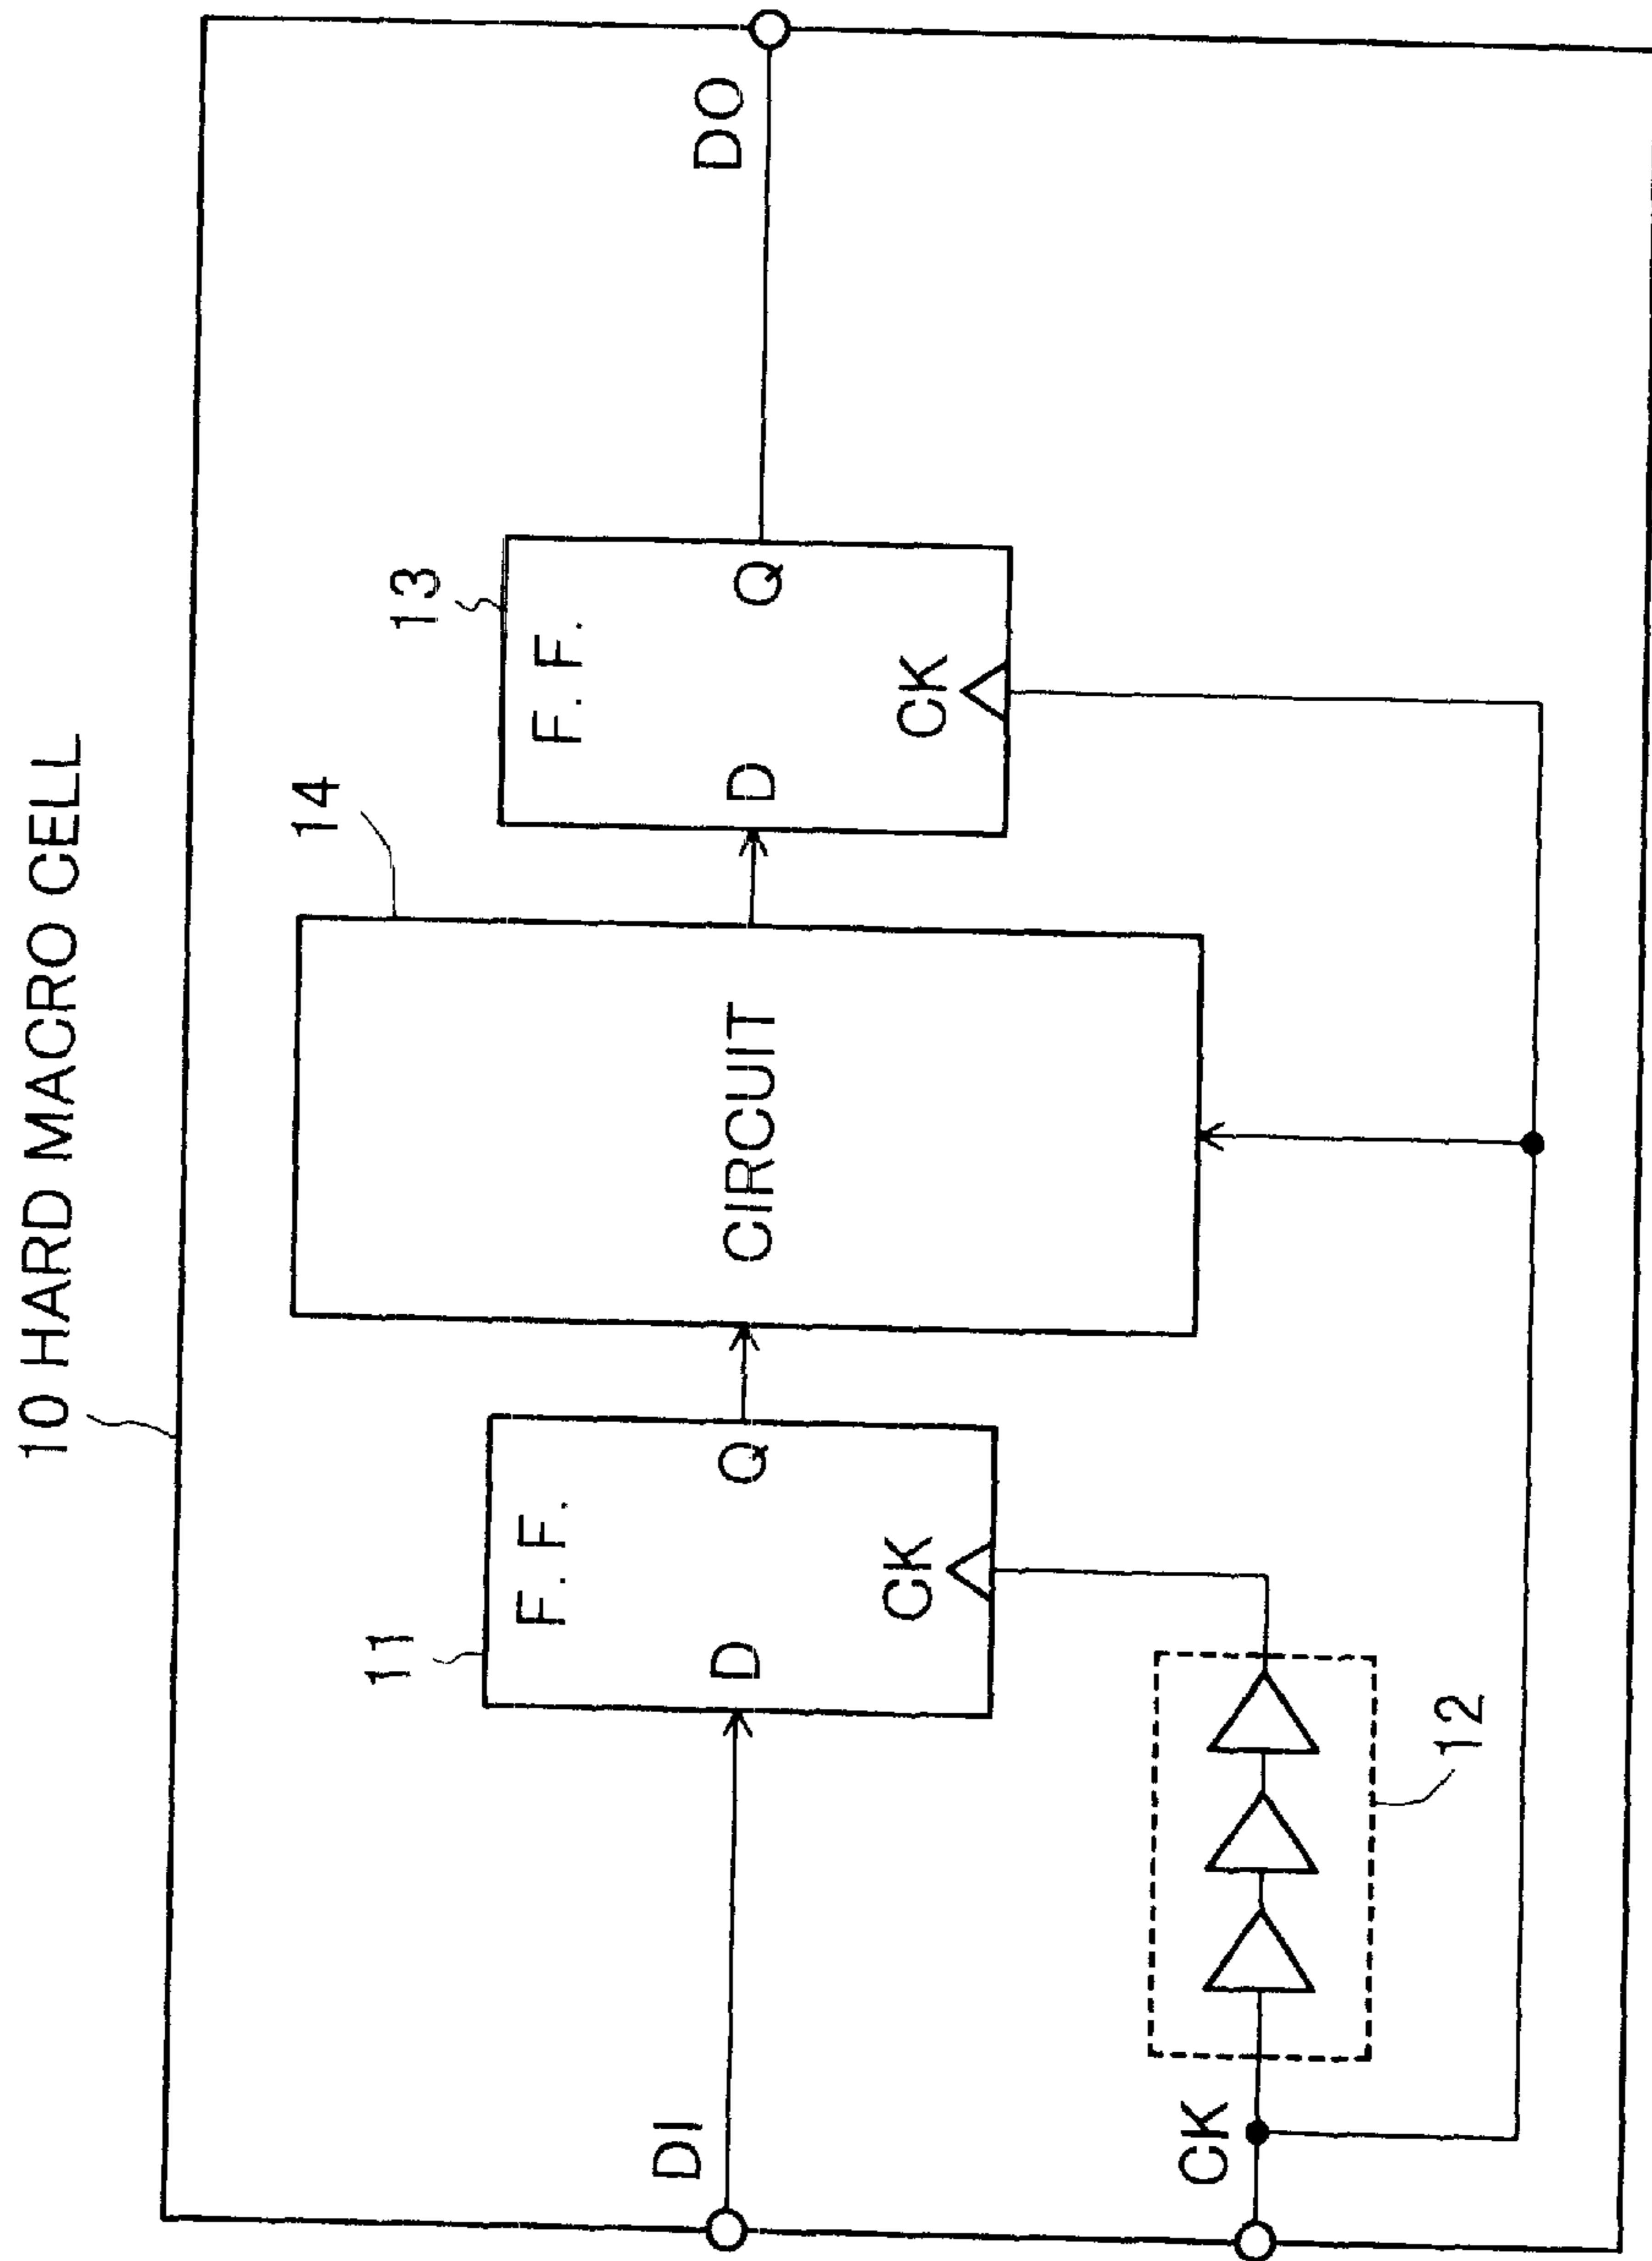 10 HARD MACRO CELL
14
13
11
F. F.
F. F.
DI
D
Q
CIRCUIT
D
Q
DO
CK
CK
CK
12